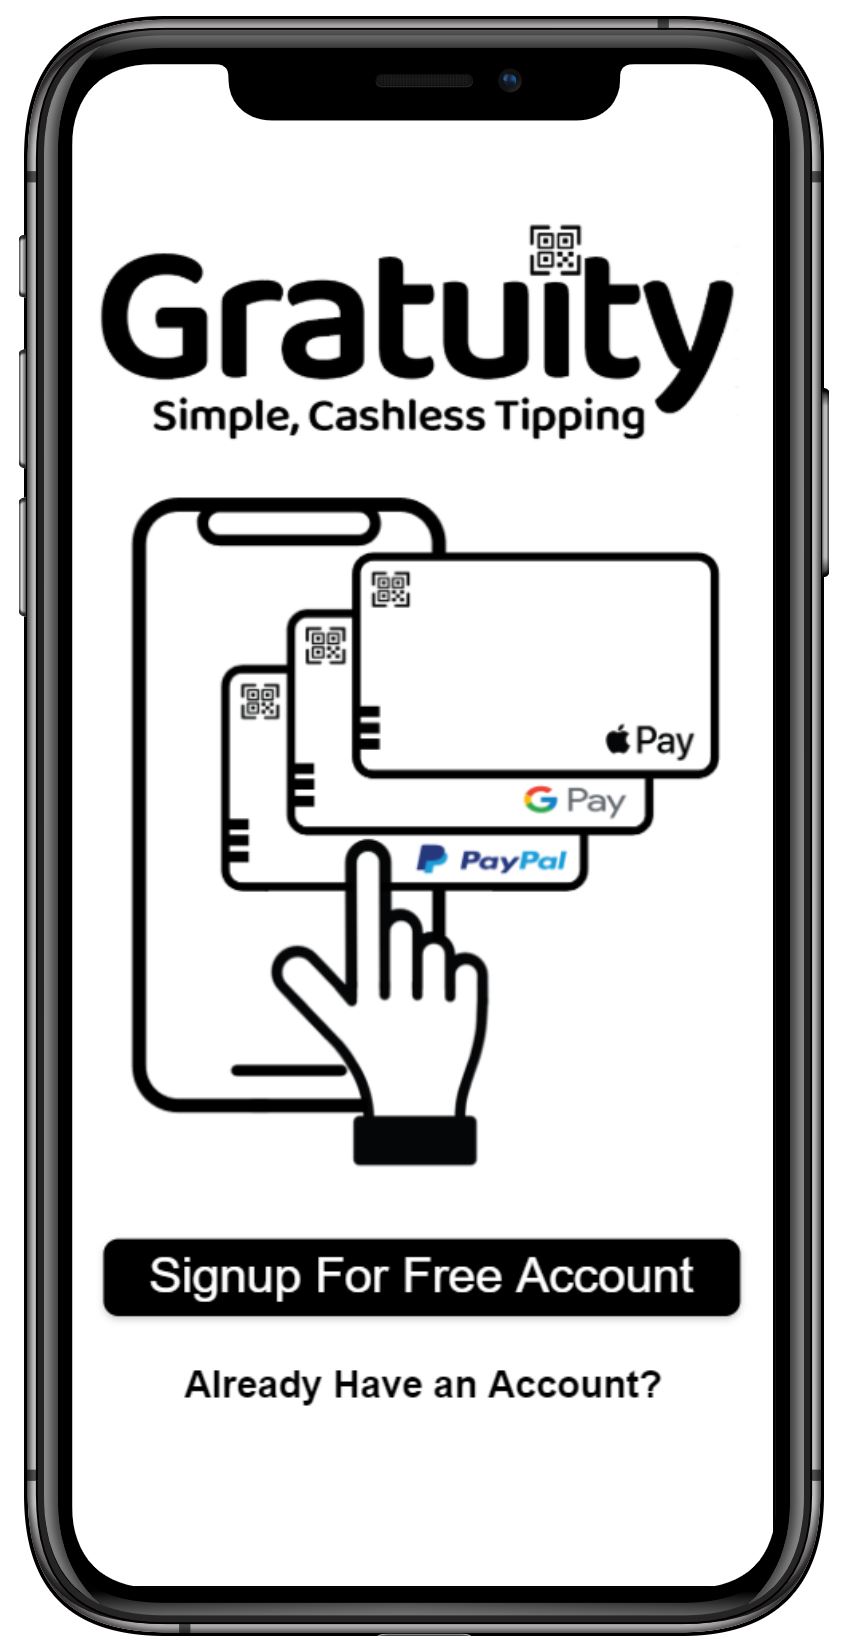 Gratuity
Simple, Cashless Tipping
Pay
G Pay
PayPal
Signup For Free Account
Already Have an Account?